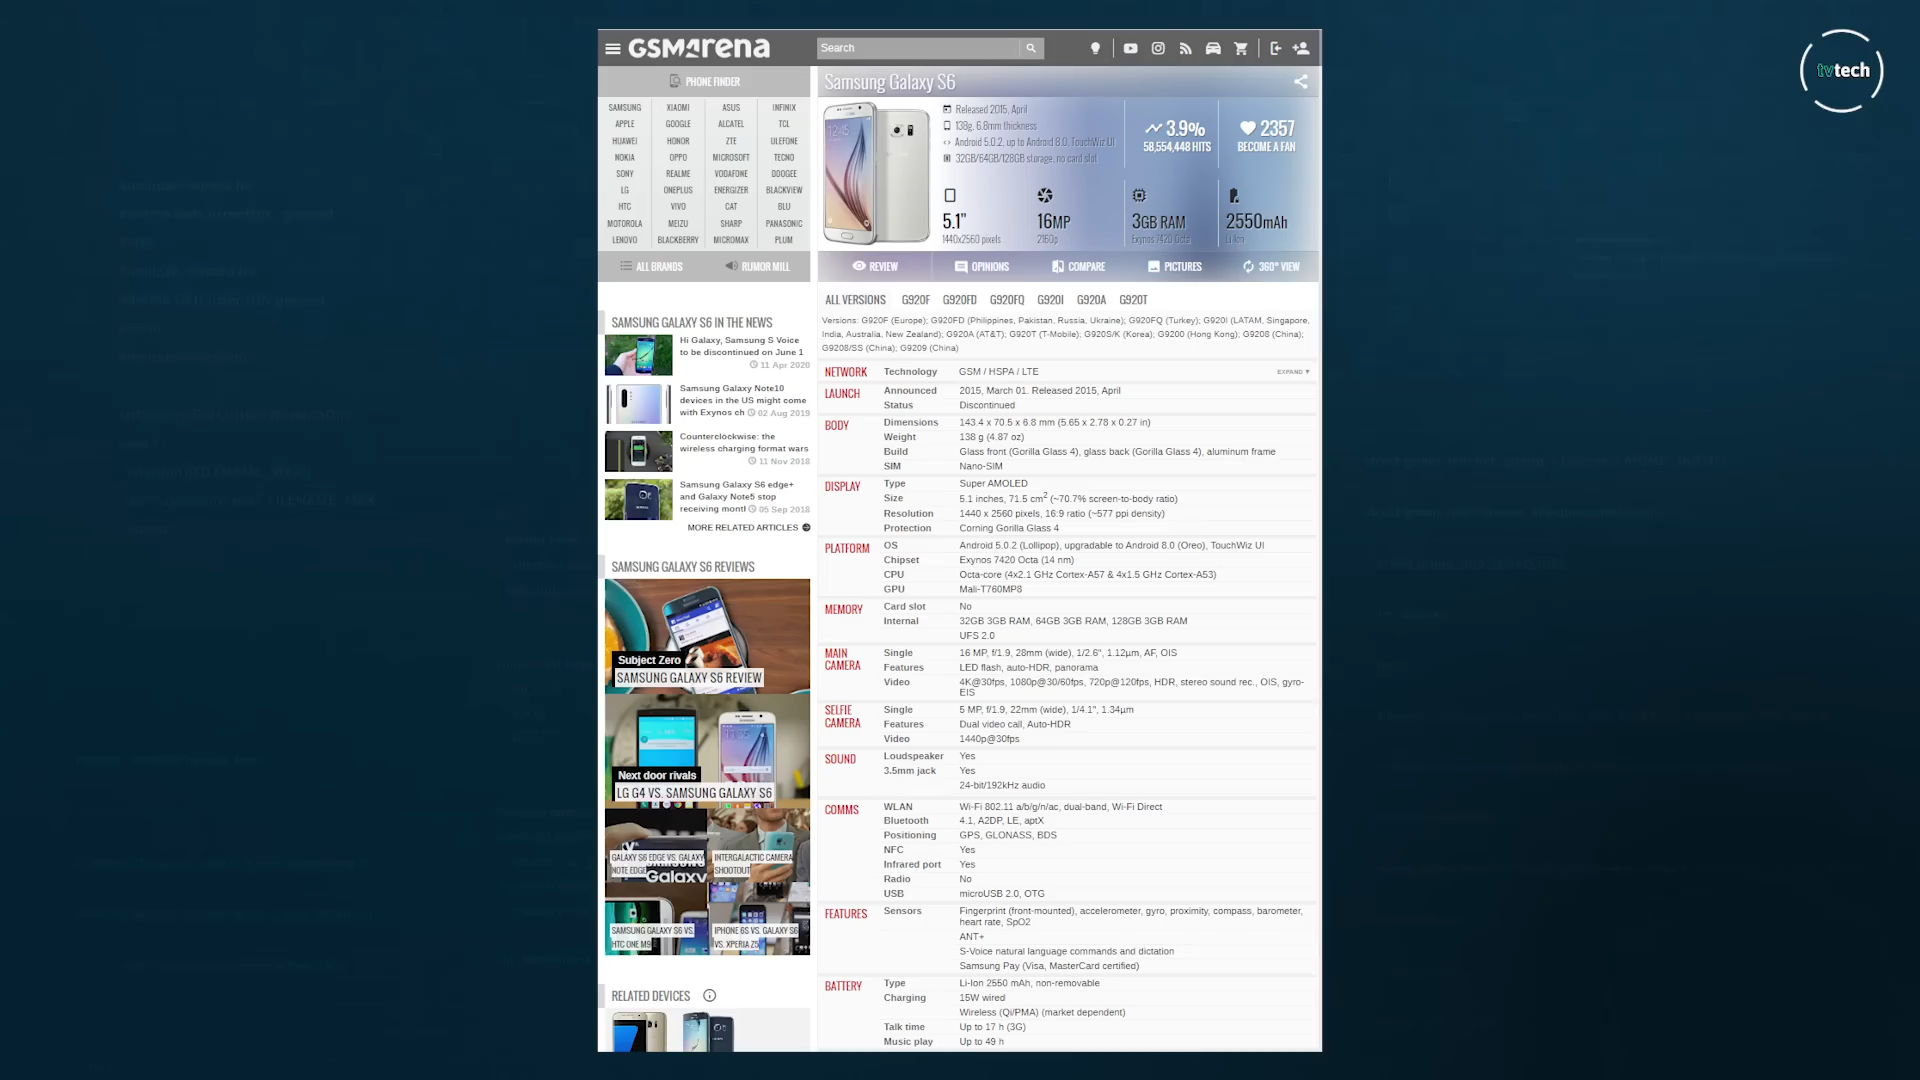 GSMArena
Search
tvtech
PHONE FINDER
SAMSUNG XIAOMI ASUS INFINIX
APPLE GOOGLE ALCATEL TCL
HUAWEI HONOR ZTE ULEFONE
NOKIA OPPO MICROSOFT TECNO
SONY REALME VODAFONE DOOGEE
LG ONEPLUS ENERGIZER BLACKVIEW
HTC VIVO CAT BLU
MOTOROLA MEIZU SHARP PANASONIC
LENOVO BLACKBERRY MICROMAX PLUM
ALL BRANDS RUMOR MILL
SAMSUNG GALAXY S6 IN THE NEWS
Hi Galaxy, Samsung S Voice
to be discontinued on June 1
11 Apr 2020
Samsung Galaxy Note10
devices in the US might come
with Exynos ch 02 Aug 2019
Counterclockwise: the
wireless charging format wars
11 Nov 2018
Samsung Galaxy S6 edge+
and Galaxy Note5 stop
receiving montl 05 Sep 2018
MORE RELATED ARTICLES
SAMSUNG GALAXY S6 REVIEWS
Subject Zero
SAMSUNG GALAXY S6 REVIEW
Next door rivals
LG G4 VS. SAMSUNG GALAXY S6
GALAXY S6 EDGE VS. GALAXY
NOTE EDGE
INTERGALACTIC CAMERA
SHOOTOUT
SAMSUNG GALAXY S6 VS.
HTC ONE M9
IPHONE 6S VS. GALAXY S6
VS. XPERIA Z5
RELATED DEVICES
Samsung Galaxy S6
Released 2015, April
138g, 6.8mm thickness
Android 5.0.2, up to Android 8.0, TouchWiz UI
32GB/64GB/128GB storage, no card slot
3.9%
58,554,448 HITS
2357
BECOME A FAN
5.1"
1440x2560 pixels
16MP
2160p
3GB RAM
Exynos 7420 Octa
2550mAh
Li-Ion
REVIEW OPINIONS COMPARE PICTURES 360° VIEW
ALL VERSIONS G920F G920FD G920FQ G920I G920A G920T
Versions: G920F (Europe); G920FD (Philippines, Pakistan, Russia, Ukraine); G920FQ (Turkey); G920I (LATAM, Singapore,
India, Australia, New Zealand); G920A (AT&T); G920T (T-Mobile); G920S/K (Korea); G9200 (Hong Kong); G9208 (China);
G9208/SS (China); G9209 (China)
NETWORK Technology GSM / HSPA / LTE EXPAND ▼
LAUNCH Announced 2015, March 01. Released 2015, April
Status Discontinued
BODY Dimensions 143.4 x 70.5 x 6.8 mm (5.65 x 2.78 x 0.27 in)
Weight 138 g (4.87 oz)
Build Glass front (Gorilla Glass 4), glass back (Gorilla Glass 4), aluminum frame
SIM Nano-SIM
DISPLAY Type Super AMOLED
Size 5.1 inches, 71.5 cm2 (~70.7% screen-to-body ratio)
Resolution 1440 x 2560 pixels, 16:9 ratio (~577 ppi density)
Protection Corning Gorilla Glass 4
PLATFORM OS Android 5.0.2 (Lollipop), upgradable to Android 8.0 (Oreo), TouchWiz UI
Chipset Exynos 7420 Octa (14 nm)
CPU Octa-core (4x2.1 GHz Cortex-A57 & 4x1.5 GHz Cortex-A53)
GPU Mali-T760MP8
MEMORY Card slot No
Internal 32GB 3GB RAM, 64GB 3GB RAM, 128GB 3GB RAM
UFS 2.0
MAIN CAMERA Single 16 MP, f/1.9, 28mm (wide), 1/2.6", 1.12µm, AF, OIS
Features LED flash, auto-HDR, panorama
Video 4K@30fps, 1080p@30/60fps, 720p@120fps, HDR, stereo sound rec., OIS, gyro-
EIS
SELFIE CAMERA Single 5 MP, f/1.9, 22mm (wide), 1/4.1", 1.34µm
Features Dual video call, Auto-HDR
Video 1440p@30fps
SOUND Loudspeaker Yes
3.5mm jack Yes
24-bit/192kHz audio
COMMS WLAN Wi-Fi 802.11 a/b/g/n/ac, dual-band, Wi-Fi Direct
Bluetooth 4.1, A2DP, LE, aptX
Positioning GPS, GLONASS, BDS
NFC Yes
Infrared port Yes
Radio No
USB microUSB 2.0, OTG
FEATURES Sensors Fingerprint (front-mounted), accelerometer, gyro, proximity, compass, barometer,
heart rate, SpO2
ANT+
S-Voice natural language commands and dictation
Samsung Pay (Visa, MasterCard certified)
BATTERY Type Li-Ion 2550 mAh, non-removable
Charging 15W wired
Wireless (Qi/PMA) (market dependent)
Talk time Up to 17 h (3G)
Music play Up to 49 h